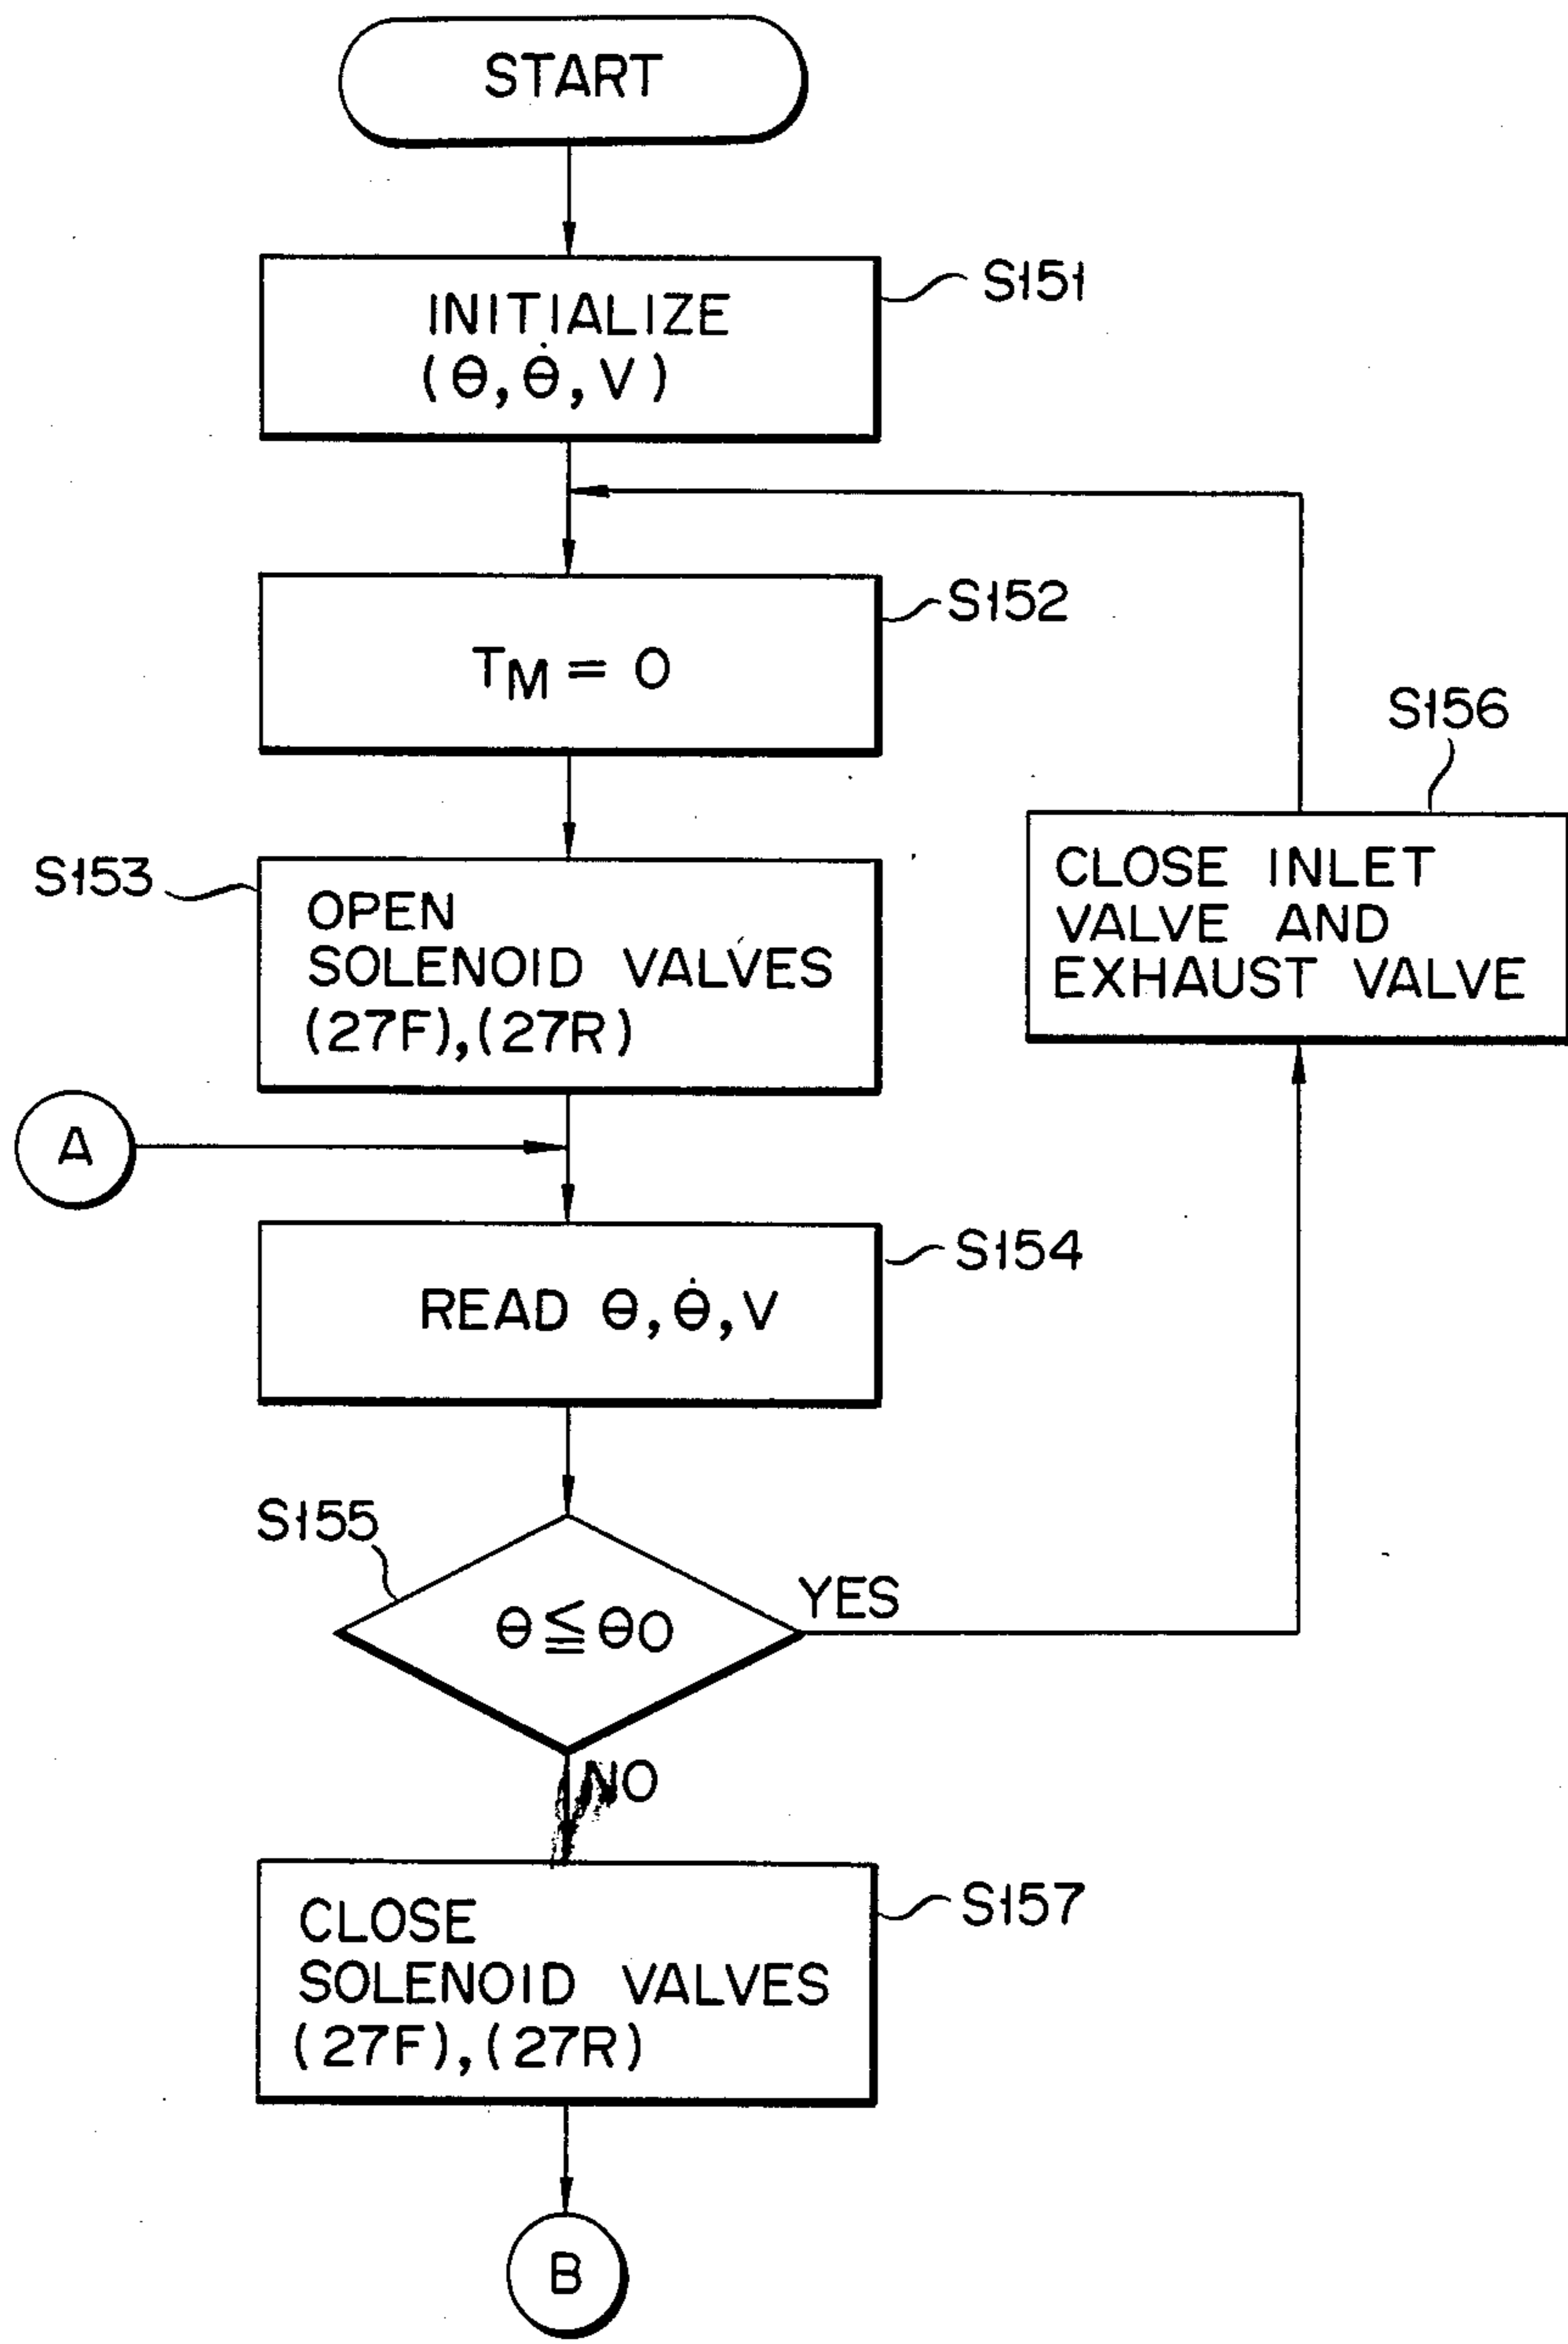 START
INITIALIZE
(θ, θ̇, V)
S151
TM = 0
S152
S153
OPEN
SOLENOID VALVES
(27F),(27R)
S156
CLOSE INLET
VALVE AND
EXHAUST VALVE
A
READ θ, θ̇, V
S154
S155
θ ≦ θ0
YES
NO
CLOSE
SOLENOID VALVES
(27F),(27R)
S157
B